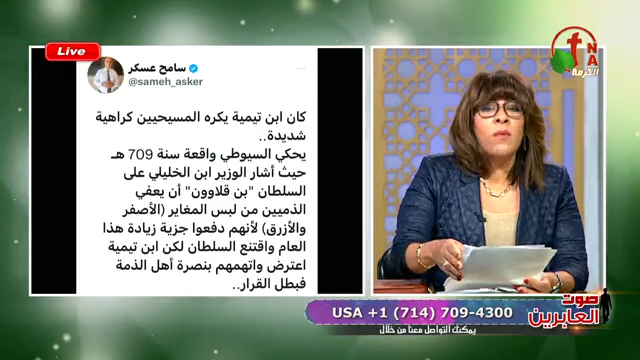 Live
سامح عسكر
@sameh_asker
كان ابن تيمية يكره المسيحيين كراهية
شديدة..
يحكي السيوطي واقعة سنة 709 هـ
حيث أشار الوزير ابن الخليلي على
السلطان "بن قلاوون" أن يعفي
الذميين من لبس المغاير (الأصفر
والأزرق) لأنهم دفعوا جزية زيادة هذا
العام واقتنع السلطان لكن ابن تيمية
اعترض واتهمهم بنصرة أهل الذمة
فبطل القرار..
NA
الكرمة
USA +1 (714) 709-4300
يمكنك التواصل معنا من خلال
صوت
العابرين